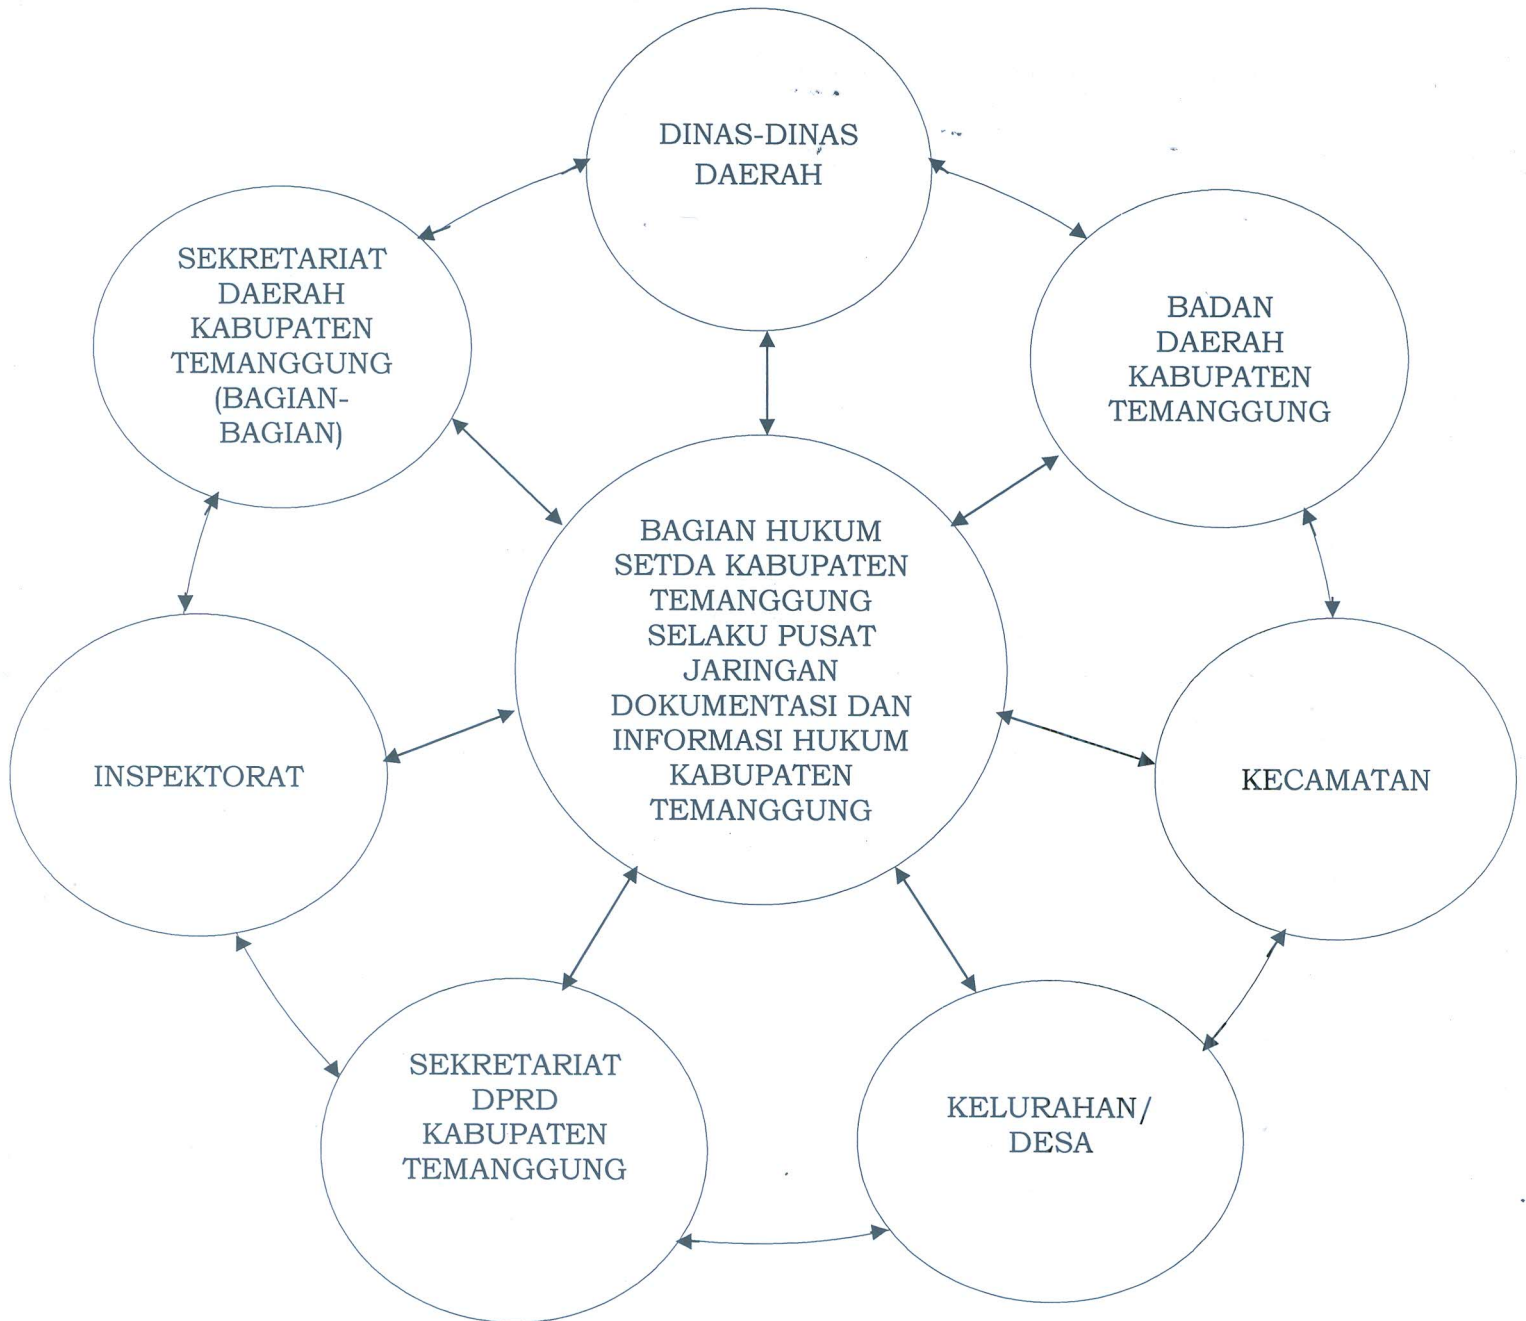 DINAS-DINAS
DAERAH
SEKRETARIAT
DAERAH
KABUPATEN
TEMANGGUNG
(BAGIAN-
BAGIAN)
BADAN
DAERAH
KABUPATEN
TEMANGGUNG
BAGIAN HUKUM
SETDA KABUPATEN
TEMANGGUNG
SELAKU PUSAT
JARINGAN
DOKUMENTASI DAN
INFORMASI HUKUM
KABUPATEN
TEMANGGUNG
INSPEKTORAT
KECAMATAN
SEKRETARIAT
DPRD
KABUPATEN
TEMANGGUNG
KELURAHAN/
DESA